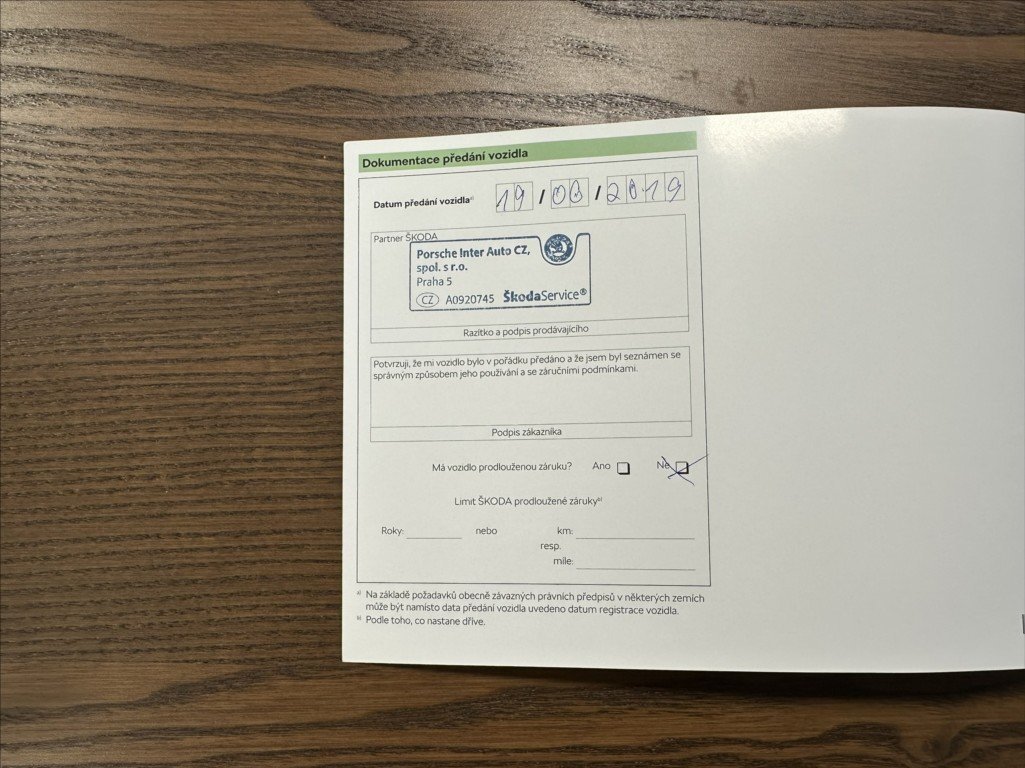 Dokumentace předání vozidla
Datum předání vozidlaᵃ⁾ 19 / 06 / 2019
Partner ŠKODA
Porsche Inter Auto CZ,
spol. s r.o.
Praha 5
CZ A0920745 ŠkodaService®
Razítko a podpis prodávajícího
Potvrzuji, že mi vozidlo bylo v pořádku předáno a že jsem byl seznámen se
správným způsobem jeho používání a se záručními podmínkami.
Podpis zákazníka
Má vozidlo prodlouženou záruku? Ano Ne
Limit ŠKODA prodloužené zárukyᵇ⁾
Roky: nebo km:
resp.
míle:
ᵃ⁾ Na základě požadavků obecně závazných právních předpisů v některých zemích
může být namísto data předání vozidla uvedeno datum registrace vozidla.
ᵇ⁾ Podle toho, co nastane dříve.